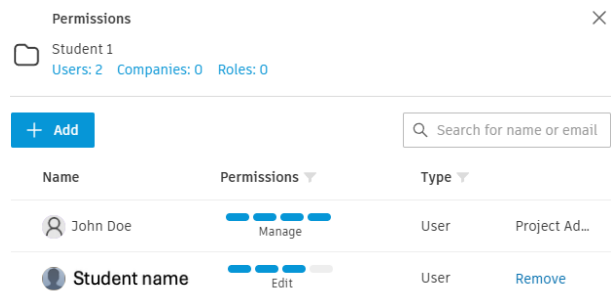 Permissions
Student 1
Users: 2 Companies: 0 Roles: 0
Add
Search for name or email
Name Permissions Type
John Doe Manage User Project Ad...
Student name Edit User Remove